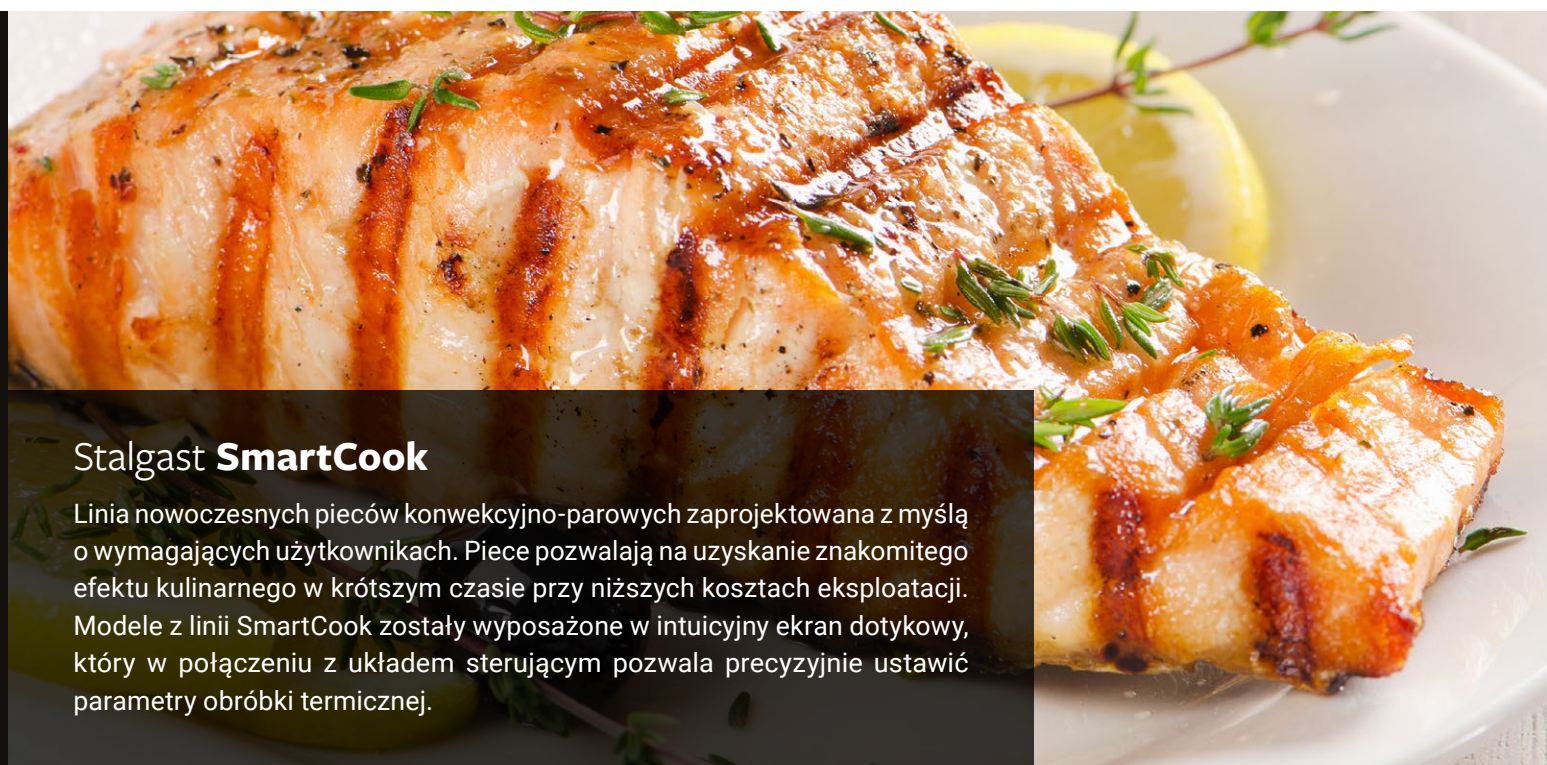 Stalgast SmartCook
Linia nowoczesnych pieców konwekcyjno-parowych zaprojektowana z myślą
o wymagających użytkownikach. Piece pozwalają na uzyskanie znakomitego
efektu kulinarnego w krótszym czasie przy niższych kosztach eksploatacji.
Modele z linii SmartCook zostały wyposażone w intuicyjny ekran dotykowy,
który w połączeniu z układem sterującym pozwala precyzyjnie ustawić
parametry obróbki termicznej.